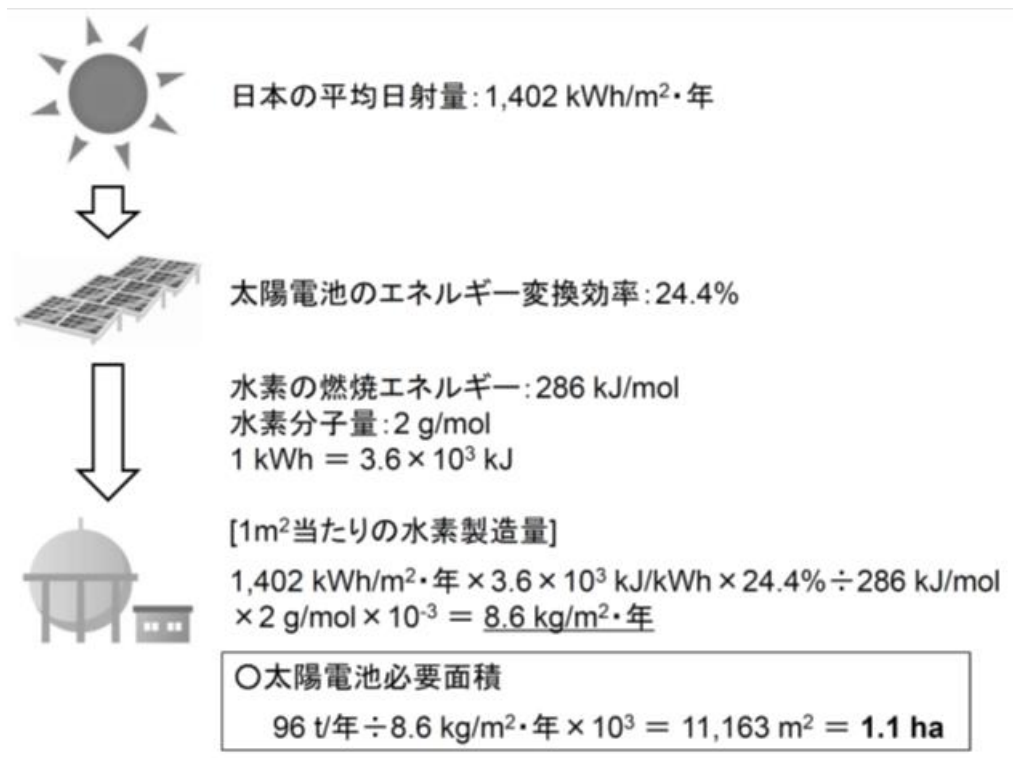 日本の平均日射量：1,402 kWh/m²・年
太陽電池のエネルギー変換効率：24.4%
水素の燃焼エネルギー：286 kJ/mol
水素分子量：2 g/mol
1 kWh ＝ 3.6×10³ kJ
[1m²当たりの水素製造量]
1,402 kWh/m²・年×3.6×10³ kJ/kWh×24.4%÷286 kJ/mol
×2 g/mol×10⁻³ ＝ 8.6 kg/m²・年
〇太陽電池必要面積
96 t/年÷8.6 kg/m²・年×10³ ＝ 11,163 m² ＝ 1.1 ha